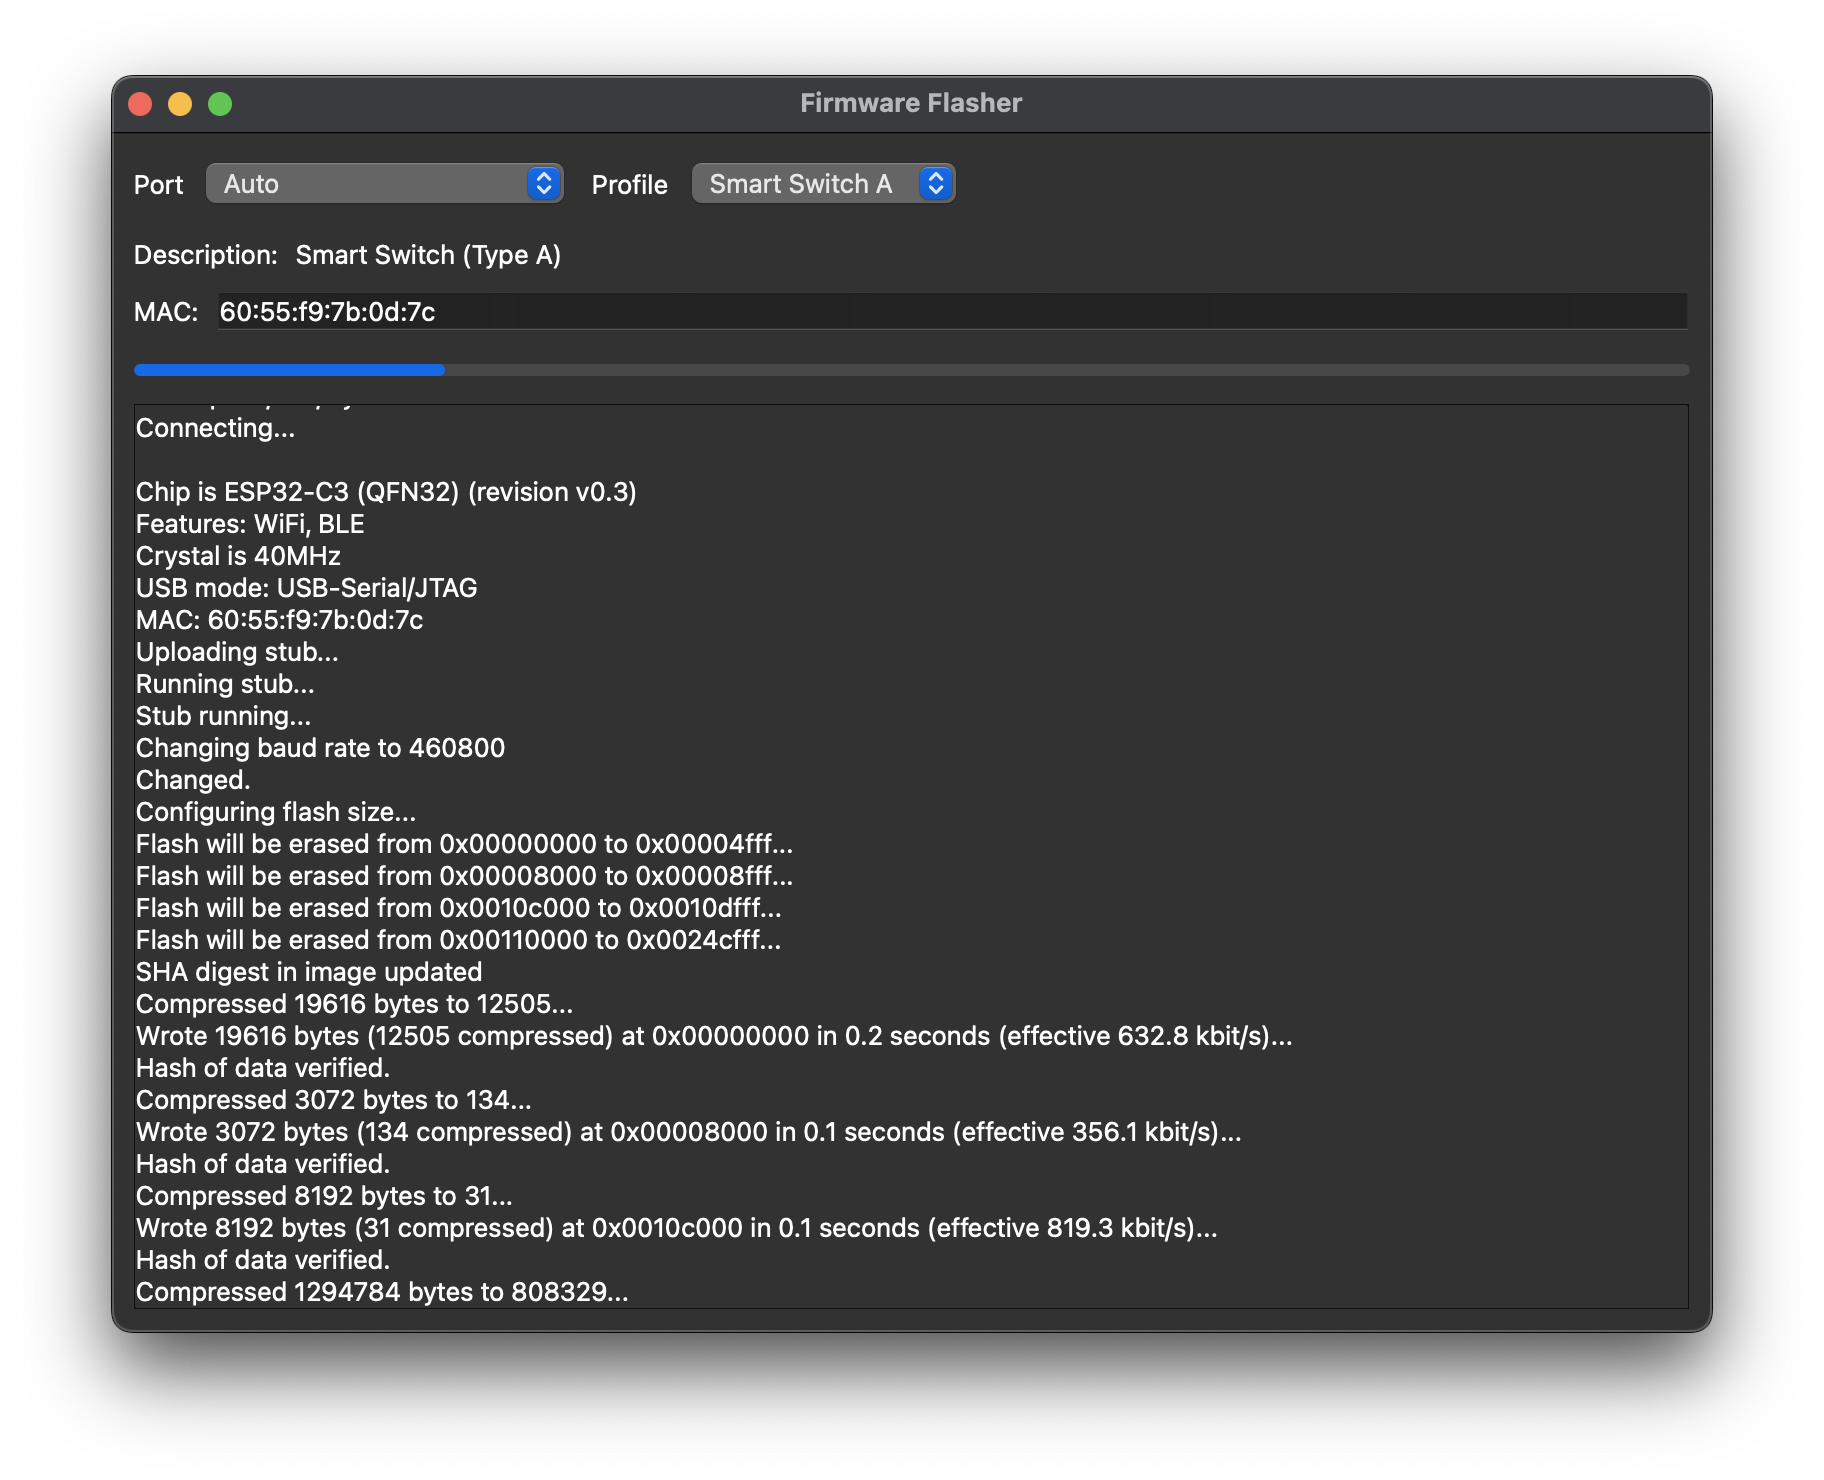 Firmware Flasher
Port Auto Profile Smart Switch A
Description: Smart Switch (Type A)
MAC: 60:55:f9:7b:0d:7c
Connecting...
Chip is ESP32-C3 (QFN32) (revision v0.3)
Features: WiFi, BLE
Crystal is 40MHz
USB mode: USB-Serial/JTAG
MAC: 60:55:f9:7b:0d:7c
Uploading stub...
Running stub...
Stub running...
Changing baud rate to 460800
Changed.
Configuring flash size...
Flash will be erased from 0x00000000 to 0x00004fff...
Flash will be erased from 0x00008000 to 0x00008fff...
Flash will be erased from 0x0010c000 to 0x0010dfff...
Flash will be erased from 0x00110000 to 0x0024cfff...
SHA digest in image updated
Compressed 19616 bytes to 12505...
Wrote 19616 bytes (12505 compressed) at 0x00000000 in 0.2 seconds (effective 632.8 kbit/s)...
Hash of data verified.
Compressed 3072 bytes to 134...
Wrote 3072 bytes (134 compressed) at 0x00008000 in 0.1 seconds (effective 356.1 kbit/s)...
Hash of data verified.
Compressed 8192 bytes to 31...
Wrote 8192 bytes (31 compressed) at 0x0010c000 in 0.1 seconds (effective 819.3 kbit/s)...
Hash of data verified.
Compressed 1294784 bytes to 808329...